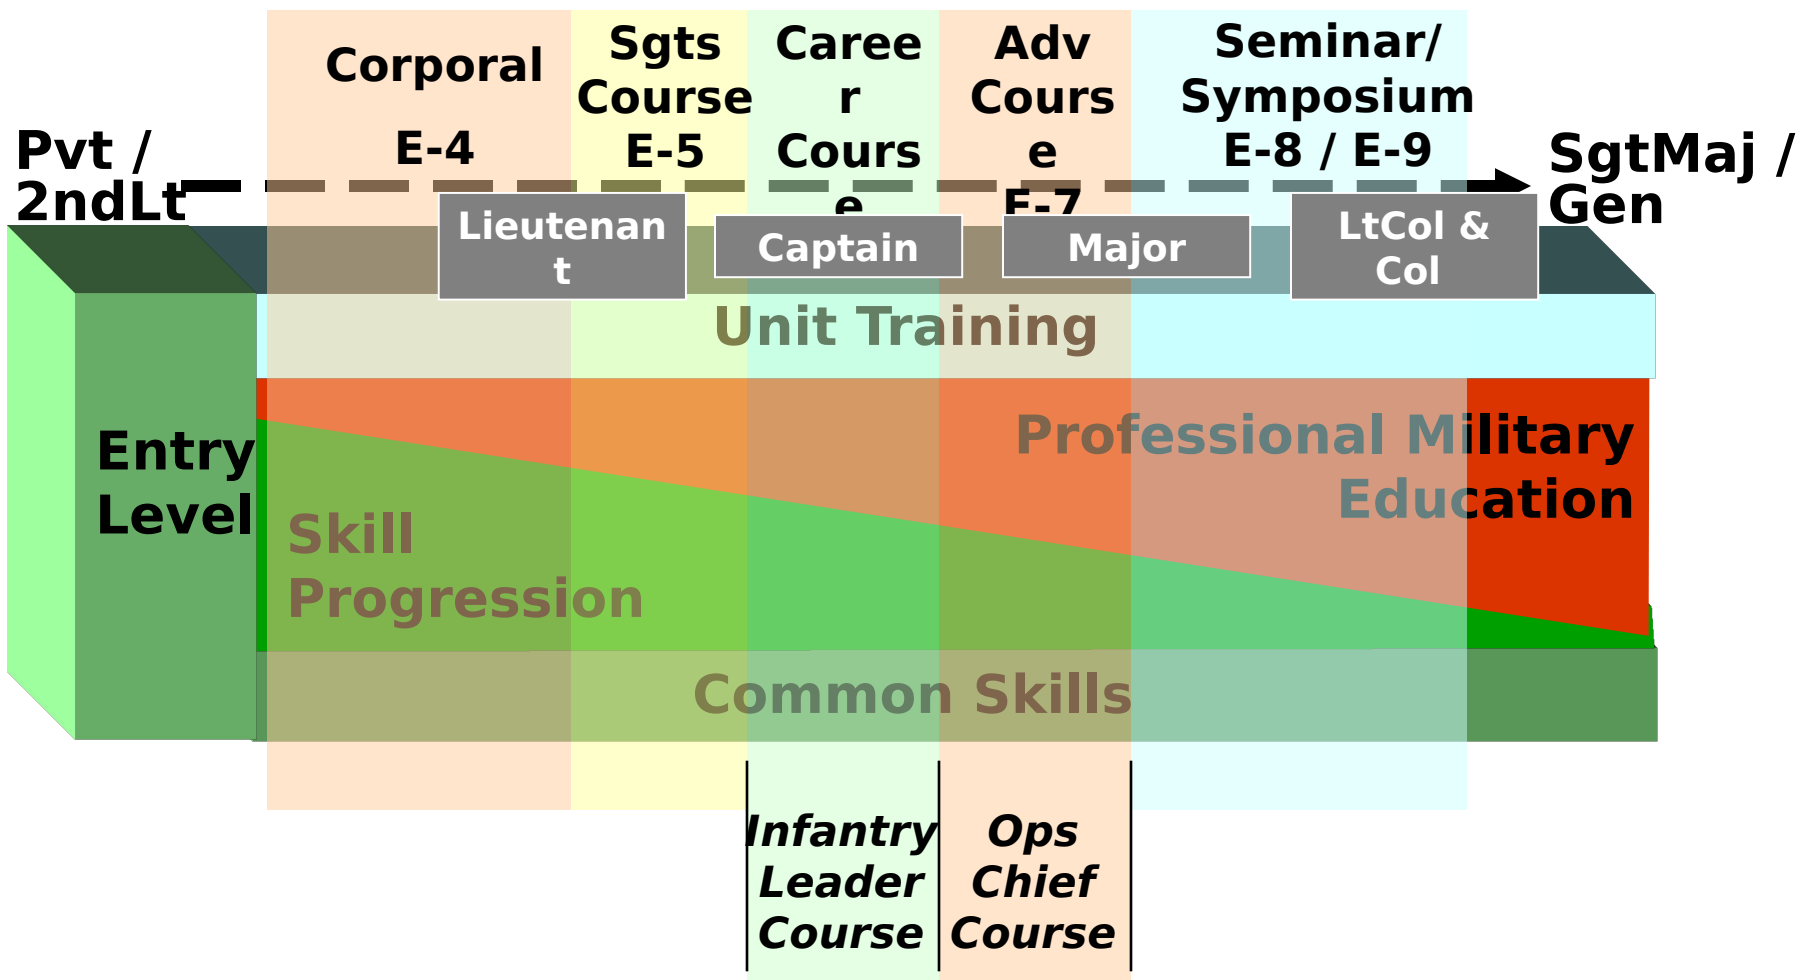 Corporal
E-4
Sgts
Course
E-5
Caree
r
Cours
e
Adv
Cours
e
E-7
Seminar/
Symposium
E-8 / E-9
Pvt /
2ndLt
SgtMaj /
Gen
Lieutenan
t
Captain
Major
LtCol &
Col
Unit Training
Entry
Level
Professional Military
Education
Skill
Progression
Common Skills
Infantry
Leader
Course
Ops
Chief
Course